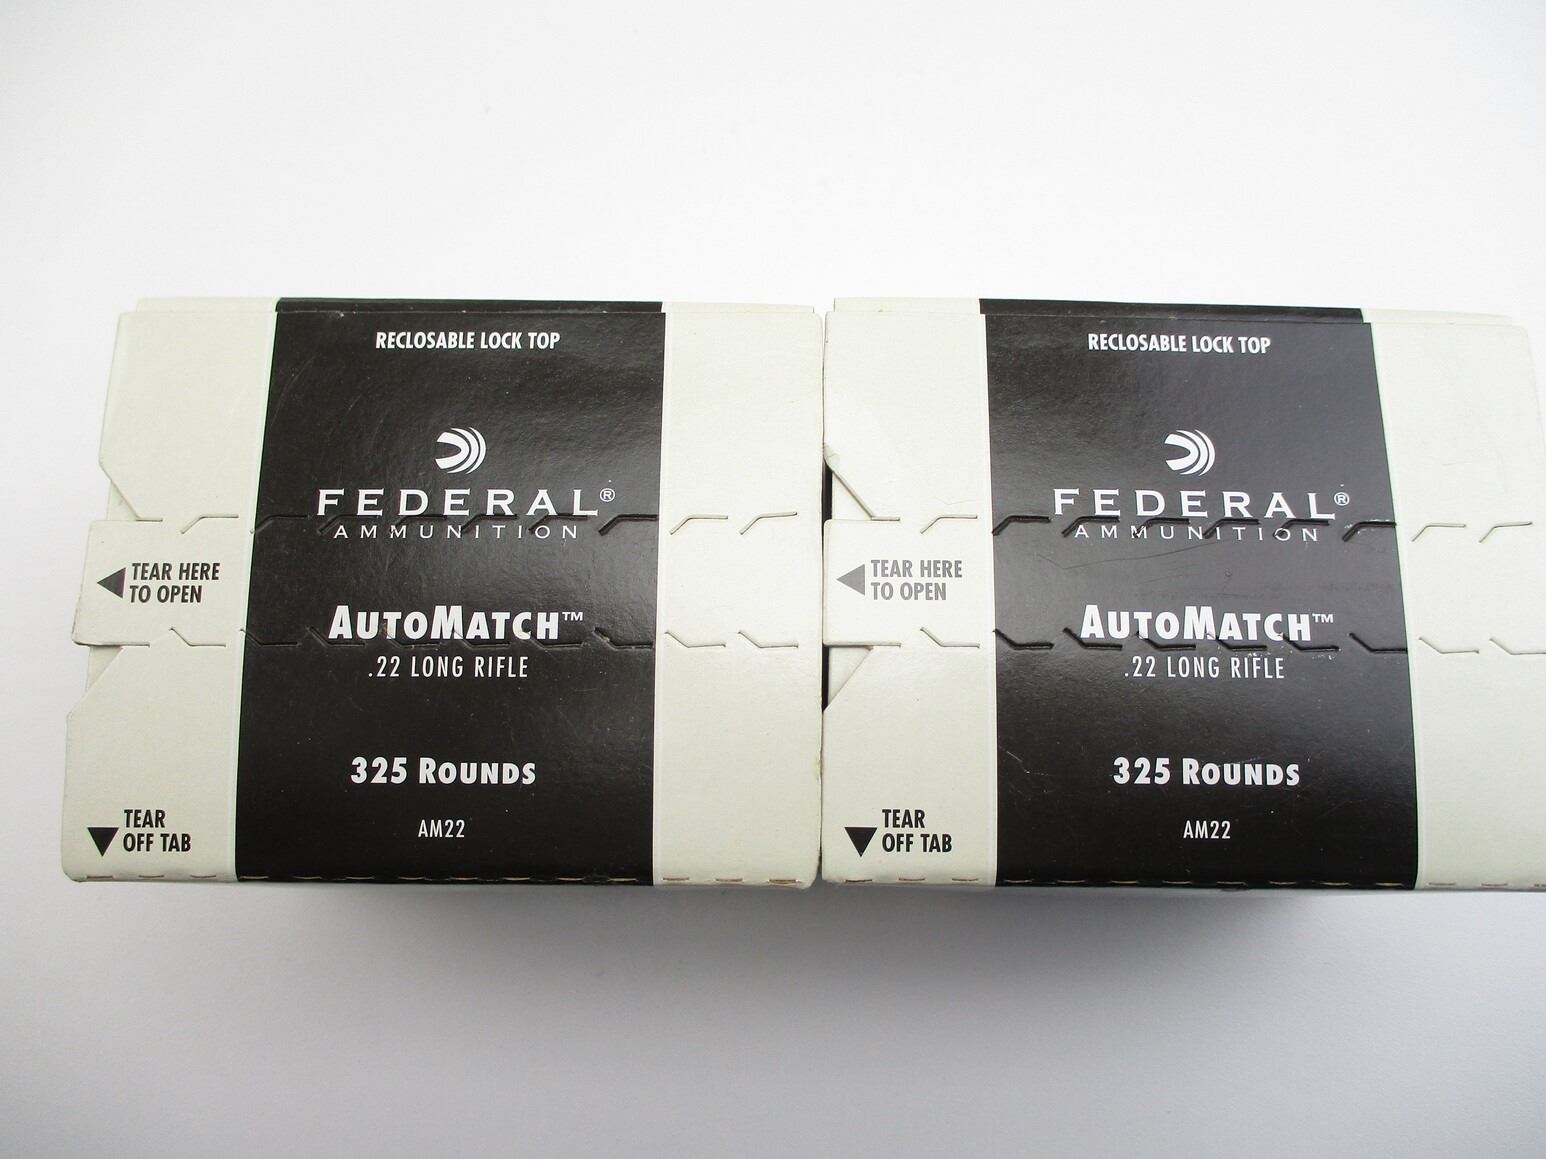 RECLOSABLE LOCK TOP
FEDERAL®
AMMUNITION
TEAR HERE
TO OPEN
AUTOMATCH™
.22 LONG RIFLE
325 ROUNDS
TEAR
OFF TAB
AM22
RECLOSABLE LOCK TOP
FEDERAL®
AMMUNITION
TEAR HERE
TO OPEN
AUTOMATCH™
.22 LONG RIFLE
325 ROUNDS
TEAR
OFF TAB
AM22